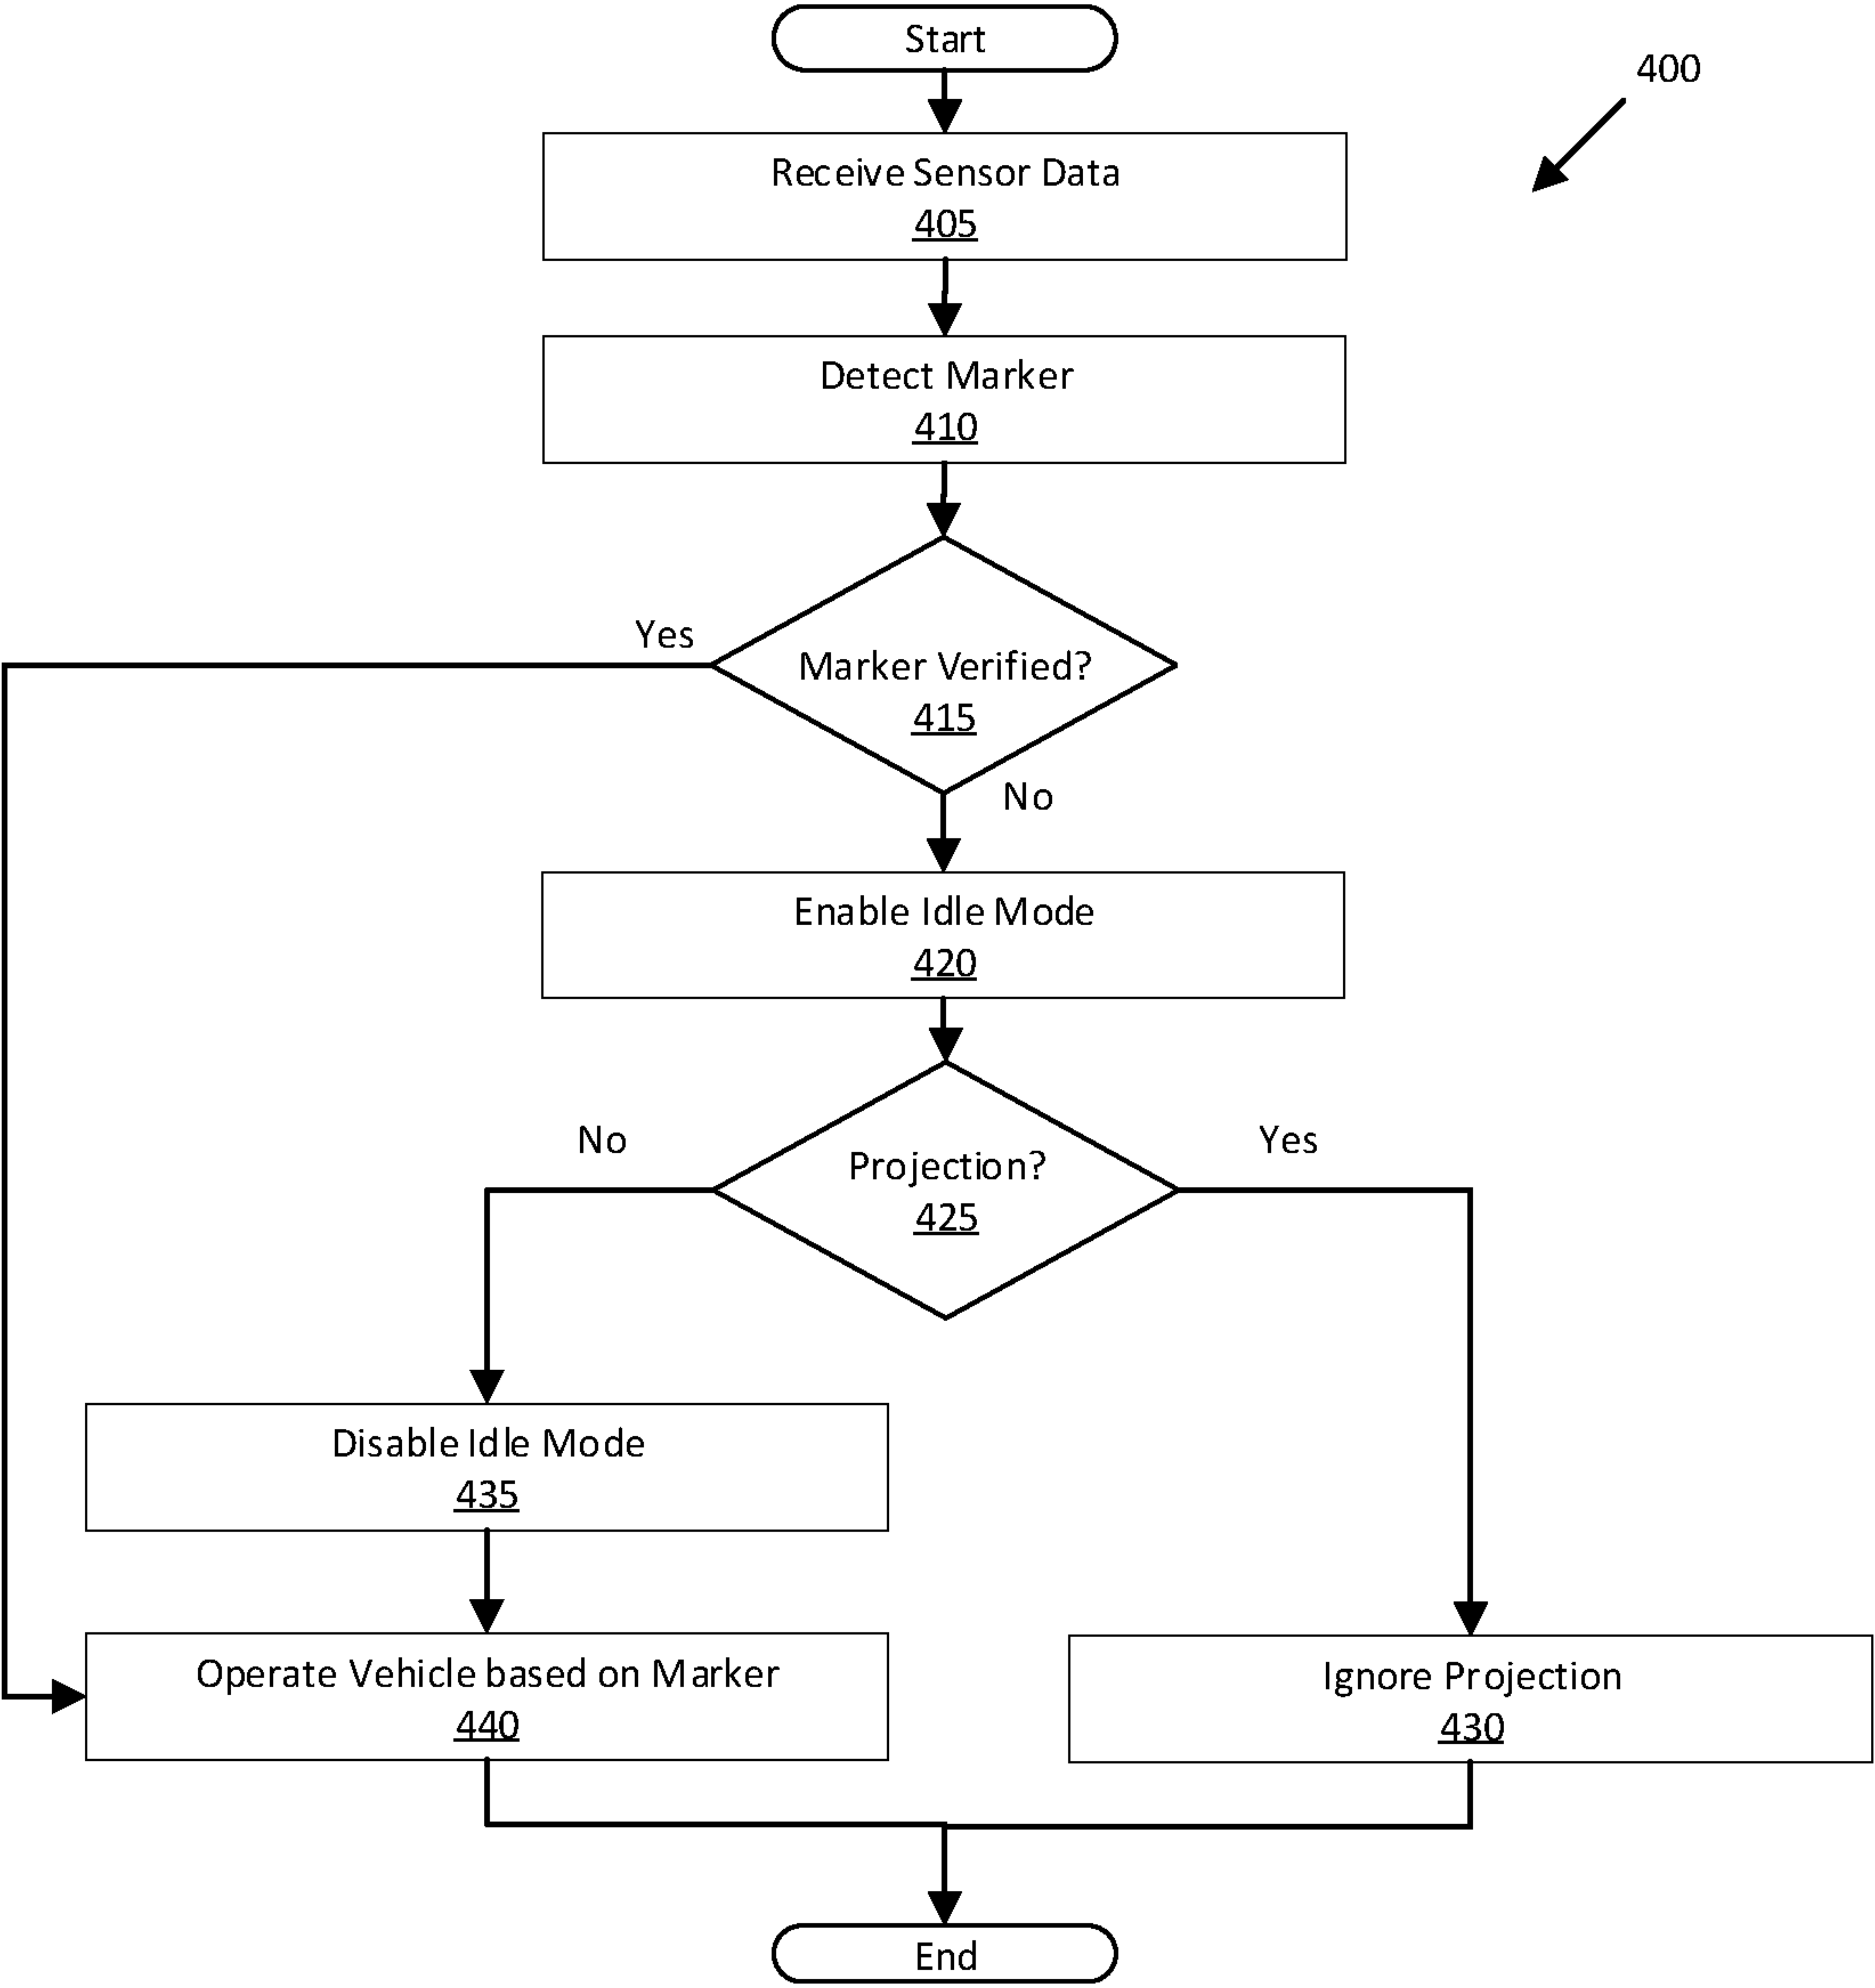 Start
400
Receive Sensor Data
405
Detect Marker
410
Yes
Marker Verified?
415
No
Enable Idle Mode
420
No
Yes
Projection?
425
Disable Idle Mode
435
Operate Vehicle based on Marker
440
Ignore Projection
430
End